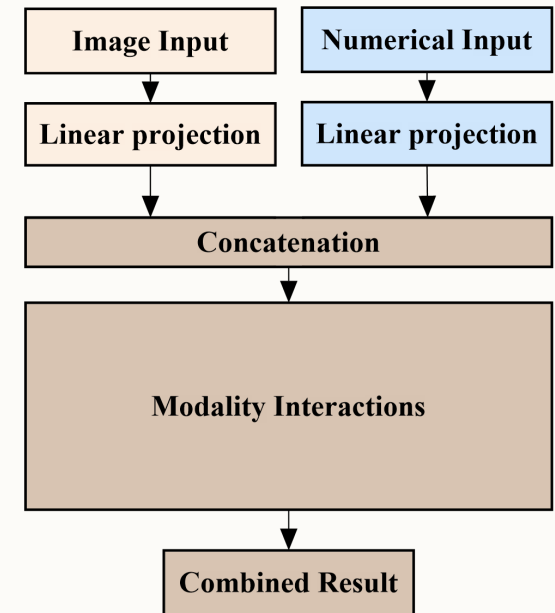 Image Input
Numerical Input
Linear projection
Linear projection
Concatenation
Modality Interactions
Combined Result